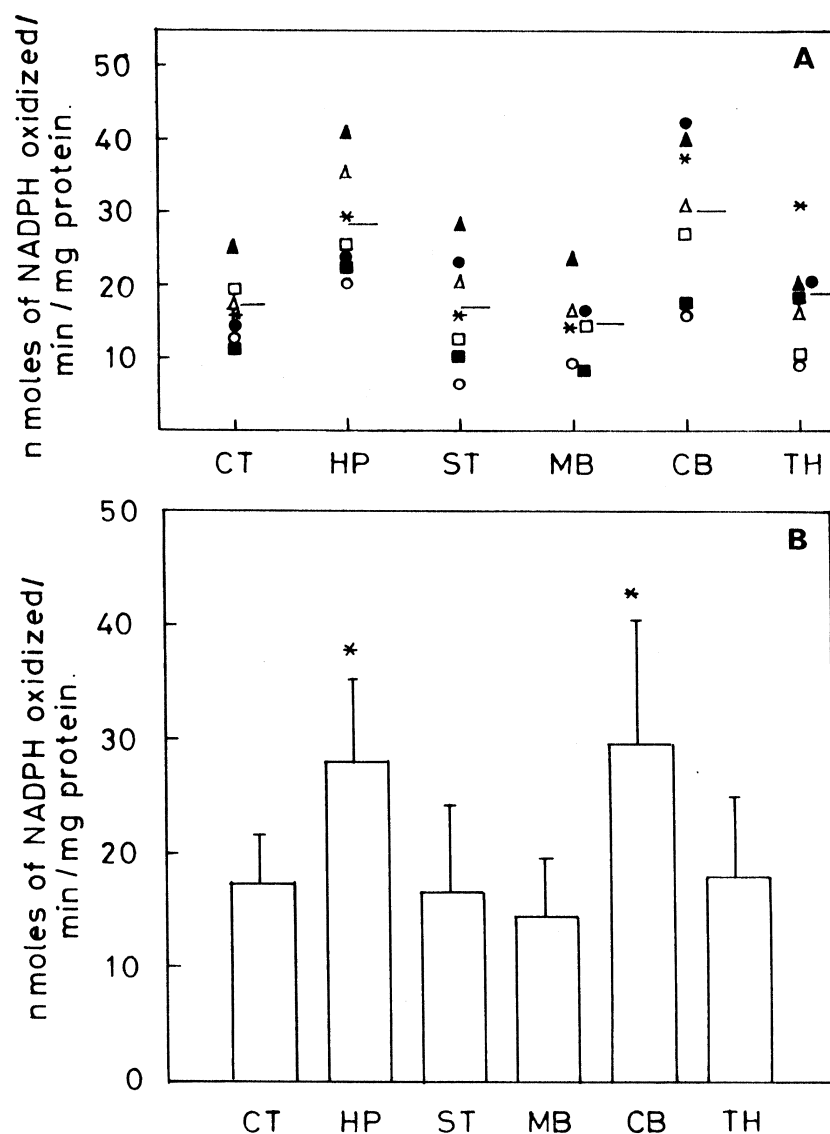 A
n moles of NADPH oxidized/
min/mg protein.
50
40
30
20
10
CT HP ST MB CB TH
B
n moles of NADPH oxidized/
min/mg protein.
50
40
30
20
10
0
* *
CT HP ST MB CB TH